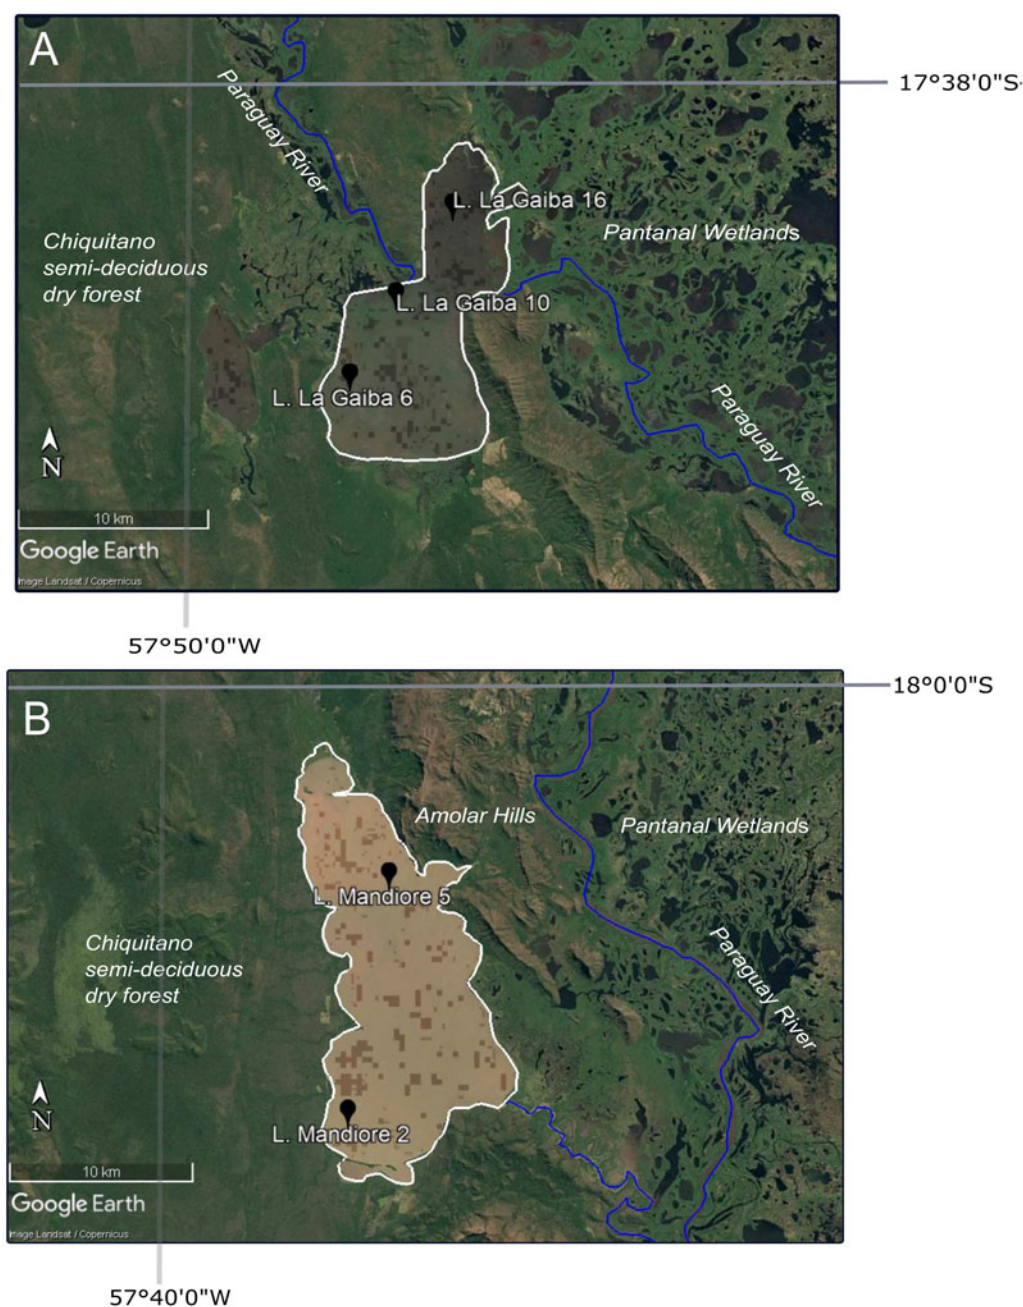 A
17°38'0"S
Paraguay River
L. La Gaiba 16
Pantanal Wetlands
Chiquitano
semi-deciduous
dry forest
L. La Gaiba 10
L. La Gaiba 6
Paraguay River
N
10 km
Google Earth
Image Landsat / Copernicus
57°50'0"W
18°0'0"S
B
Amolar Hills
Pantanal Wetlands
L. Mandiore 5
Chiquitano
semi-deciduous
dry forest
Paraguay River
N
L. Mandiore 2
10 km
Google Earth
Image Landsat / Copernicus
57°40'0"W